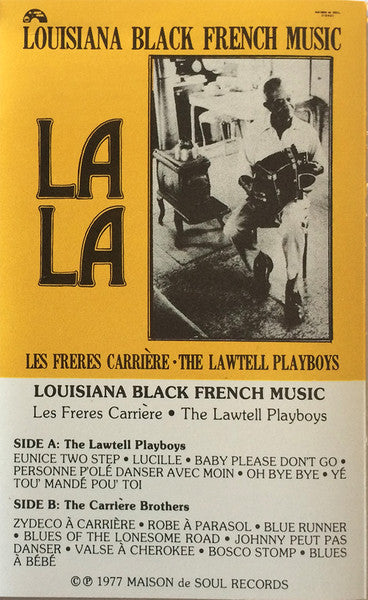 LOUISIANA BLACK FRENCH MUSIC
LA
LA
LES FRERES CARRIÈRE · THE LAWTELL PLAYBOYS
LOUISIANA BLACK FRENCH MUSIC
Les Freres Carrière • The Lawtell Playboys
SIDE A: The Lawtell Playboys
EUNICE TWO STEP • LUCILLE • BABY PLEASE DON'T GO •
PERSONNE P'OLÉ DANSER AVEC MOIN • OH BYE BYE • YÉ
TOU' MANDÉ POU' TOI
SIDE B: The Carrière Brothers
ZYDECO À CARRIÈRE • ROBE À PARASOL • BLUE RUNNER
• BLUES OF THE LONESOME ROAD • JOHNNY PEUT PAS
DANSER • VALSE À CHEROKEE • BOSCO STOMP • BLUES
À BÉBÉ
© ℗ 1977 MAISON de SOUL RECORDS